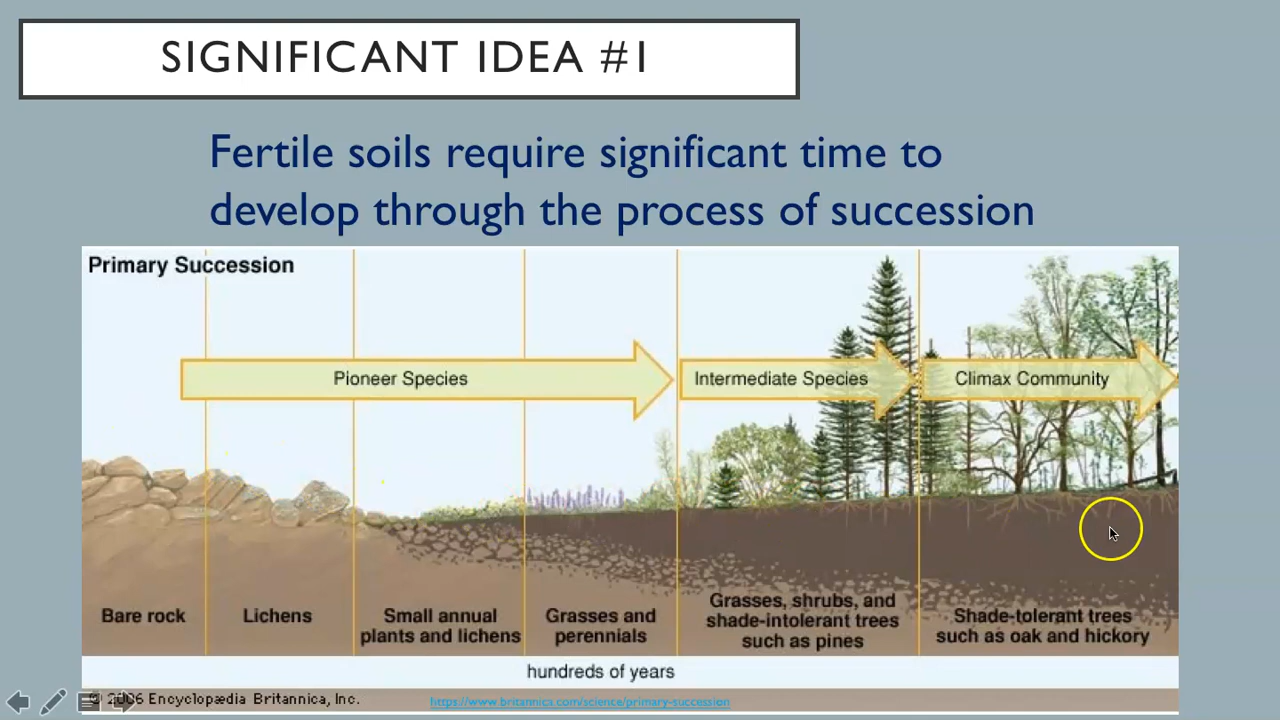 SIGNIFICANT IDEA #1
Fertile soils require significant time to
develop through the process of succession
Primary Succession
Pioneer Species
Intermediate Species
Climax Community
Bare rock
Lichens
Small annual
plants and lichens
Grasses and
perennials
Grasses, shrubs, and
shade-intolerant trees
such as pines
Shade-tolerant trees
such as oak and hickory
hundreds of years
© 2006 Encyclopædia Britannica, Inc.
https://www.britannica.com/science/primary-succession